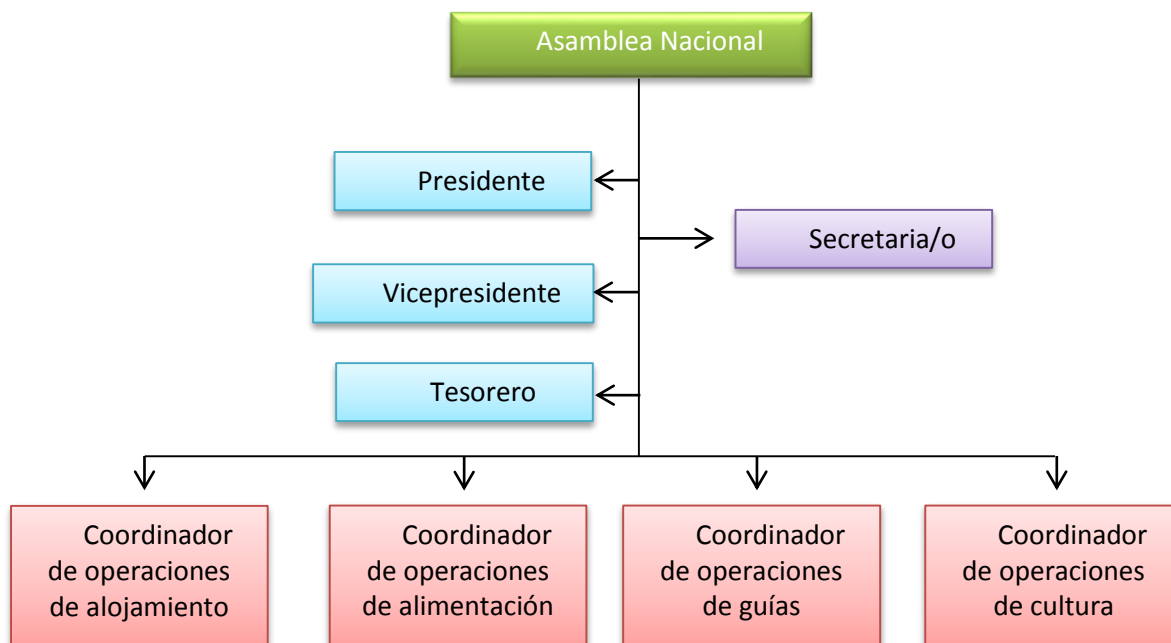 Asamblea Nacional
Presidente
Secretaria/o
Vicepresidente
Tesorero
Coordinador
de operaciones
de alojamiento
Coordinador
de operaciones
de alimentación
Coordinador
de operaciones
de guías
Coordinador
de operaciones
de cultura